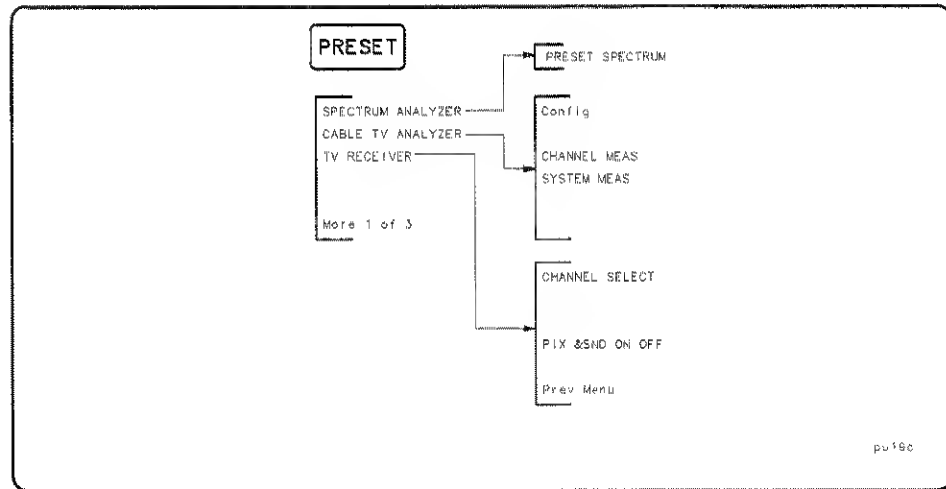 PRESET
PRESET SPECTRUM
SPECTRUM ANALYZER
CABLE TV ANALYZER
TV RECEIVER
More 1 of 3
Config
CHANNEL MEAS
SYSTEM MEAS
CHANNEL SELECT
PIX &SND ON OFF
Prev Menu